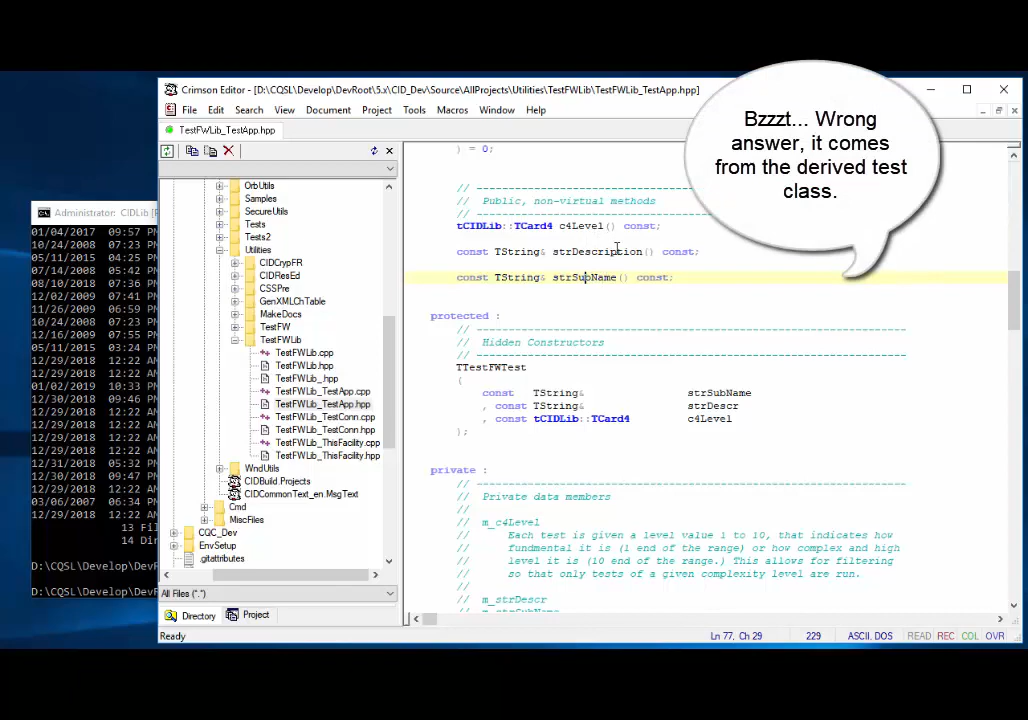 Crimson Editor - [D:\CQSL\Develop\DevRoot\5.x\CID_Dev\Source\AllProjects\Utilities\TestFWLib\TestFWLib_TestApp.hpp]
File Edit Search View Document Project Tools Macros Window Help
TestFWLib_TestApp.hpp
Bzzzt... Wrong
answer, it comes
from the derived test
class.
Administrator: CIDLib [
01/04/2017 09:57 PM
10/24/2008 07:23 PM
08/10/2018 07:36 PM
12/02/2009 07:41 PM
11/26/2009 06:59 PM
10/24/2008 07:23 PM
12/16/2009 07:55 PM
05/11/2015 03:24 PM
12/29/2018 12:22 AM
01/02/2019 10:33 PM
12/30/2018 09:46 PM
12/29/2018 12:22 AM
12/29/2018 12:22 AM
12/29/2018 12:22 AM
12/29/2018 12:22 AM
12/29/2018 12:22 AM
12/31/2018 05:32 PM
12/30/2018 09:47 PM
12/29/2018 12:22 AM
03/06/2007 06:34 PM
12/29/2018 12:22 AM
13 Fil
14 Dir
D:\CQSL\Develop\DevR
D:\CQSL\Develop\DevR
OrbUtils
Samples
SecureUtils
Tests
Tests2
Utilities
CIDCrypFR
CIDResEd
CSSPre
GenXMLChTable
MakeDocs
TestFW
TestFWLib
TestFWLib.cpp
TestFWLib.hpp
TestFWLib_.hpp
TestFWLib_TestApp.cpp
TestFWLib_TestApp.hpp
TestFWLib_TestConn.cpp
TestFWLib_TestConn.hpp
TestFWLib_ThisFacility.cpp
TestFWLib_ThisFacility.hpp
WndUtils
CIDBuild.Projects
CIDCommonText_en.MsgText
Cmd
MiscFiles
CQC_Dev
EnvSetup
.gitattributes
All Files (*.*)
Directory Project
) = 0;
// -------------------------------------------------------------------
// Public, non-virtual methods
// -------------------------------------------------------------------
tCIDLib::TCard4 c4Level() const;
const TString& strDescription() const;
const TString& strSubName() const;
protected :
// -------------------------------------------------------------------
// Hidden Constructors
// -------------------------------------------------------------------
TTestFWTest
(
const TString& strSubName
, const TString& strDescr
, const tCIDLib::TCard4 c4Level
);
private :
// -------------------------------------------------------------------
// Private data members
//
// m_c4Level
// Each test is given a level value 1 to 10, that indicates how
// fundmental it is (1 end of the range) or how complex and high
// level it is (10 end of the range.) This allows for filtering
// so that only tests of a given complexity level are run.
//
// m_strDescr
// m_strSubName
Ready Ln 77, Ch 29 229 ASCII, DOS READ REC COL OVR